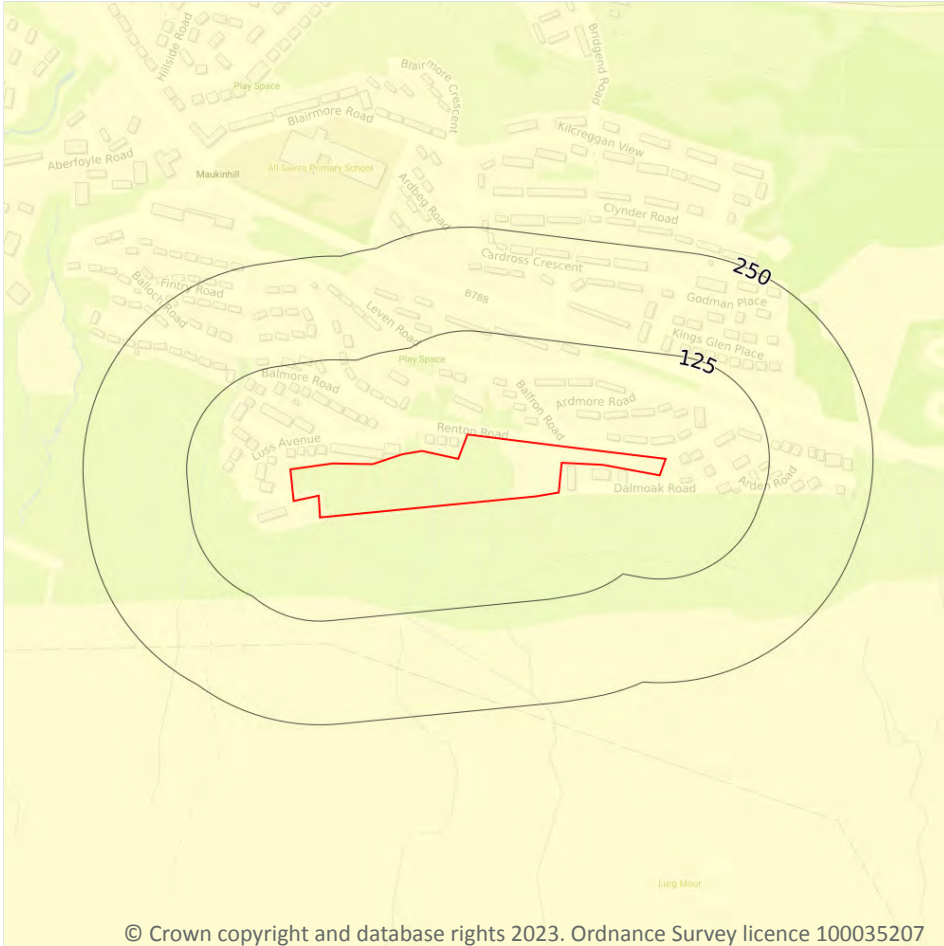 Hillside Road
Bridgend Road
Blairmore Crescent
Play Space
Blairmore Road
Kilcreggan View
Aberfoyle Road
All Saints Primary School
Maukinhill
Ardbeg Road
Clynder Road
Cardross Crescent
250
Fintry Road
Balloch Road
B788
Godman Place
Leven Road
Kings Glen Place
Play Space
125
Balmore Road
Balfron Road
Ardmore Road
Renton Road
Luss Avenue
Arden Road
Dalmoak Road
Lurg Moor
© Crown copyright and database rights 2023. Ordnance Survey licence 100035207